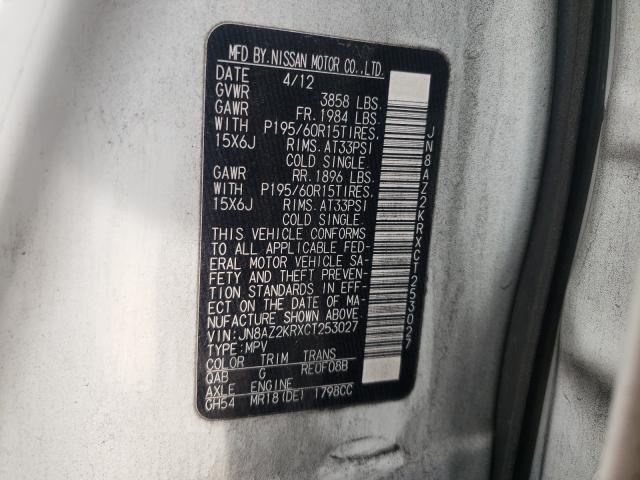 MFD BY. NISSAN MOTOR CO., LTD.
DATE 4/12
GVWR 3858 LBS.
GAWR FR. 1984 LBS.
WITH P195/60R15TIRES.
15X6J RIMS. AT33PSI
COLD SINGLE.
GAWR RR. 1896 LBS.
WITH P195/60R15TIRES.
15X6J RIMS. AT33PSI
COLD SINGLE.
THIS VEHICLE CONFORMS
TO ALL APPLICABLE FED-
ERAL MOTOR VEHICLE SA-
FETY AND THEFT PREVEN-
TION STANDARDS IN EFF-
ECT ON THE DATE OF MA-
NUFACTURE SHOWN ABOVE.
VIN: JN8AZ2KRXCT253027
TYPE: MPV
COLOR TRIM TRANS
QAB G RE0F08B
AXLE ENGINE
GH54 MR18 (DE) 1798CC
JN8AZ2KRXCT253027